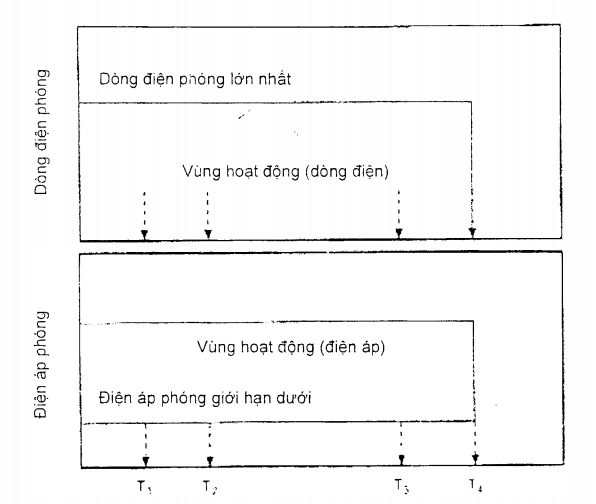 Dòng điện phóng
Dòng điện phóng lớn nhất
Vùng hoạt động (dòng điện)
Điện áp phóng
Vùng hoạt động (điện áp)
Điện áp phóng giới hạn dưới
T₁ T₂ T₃ T₄